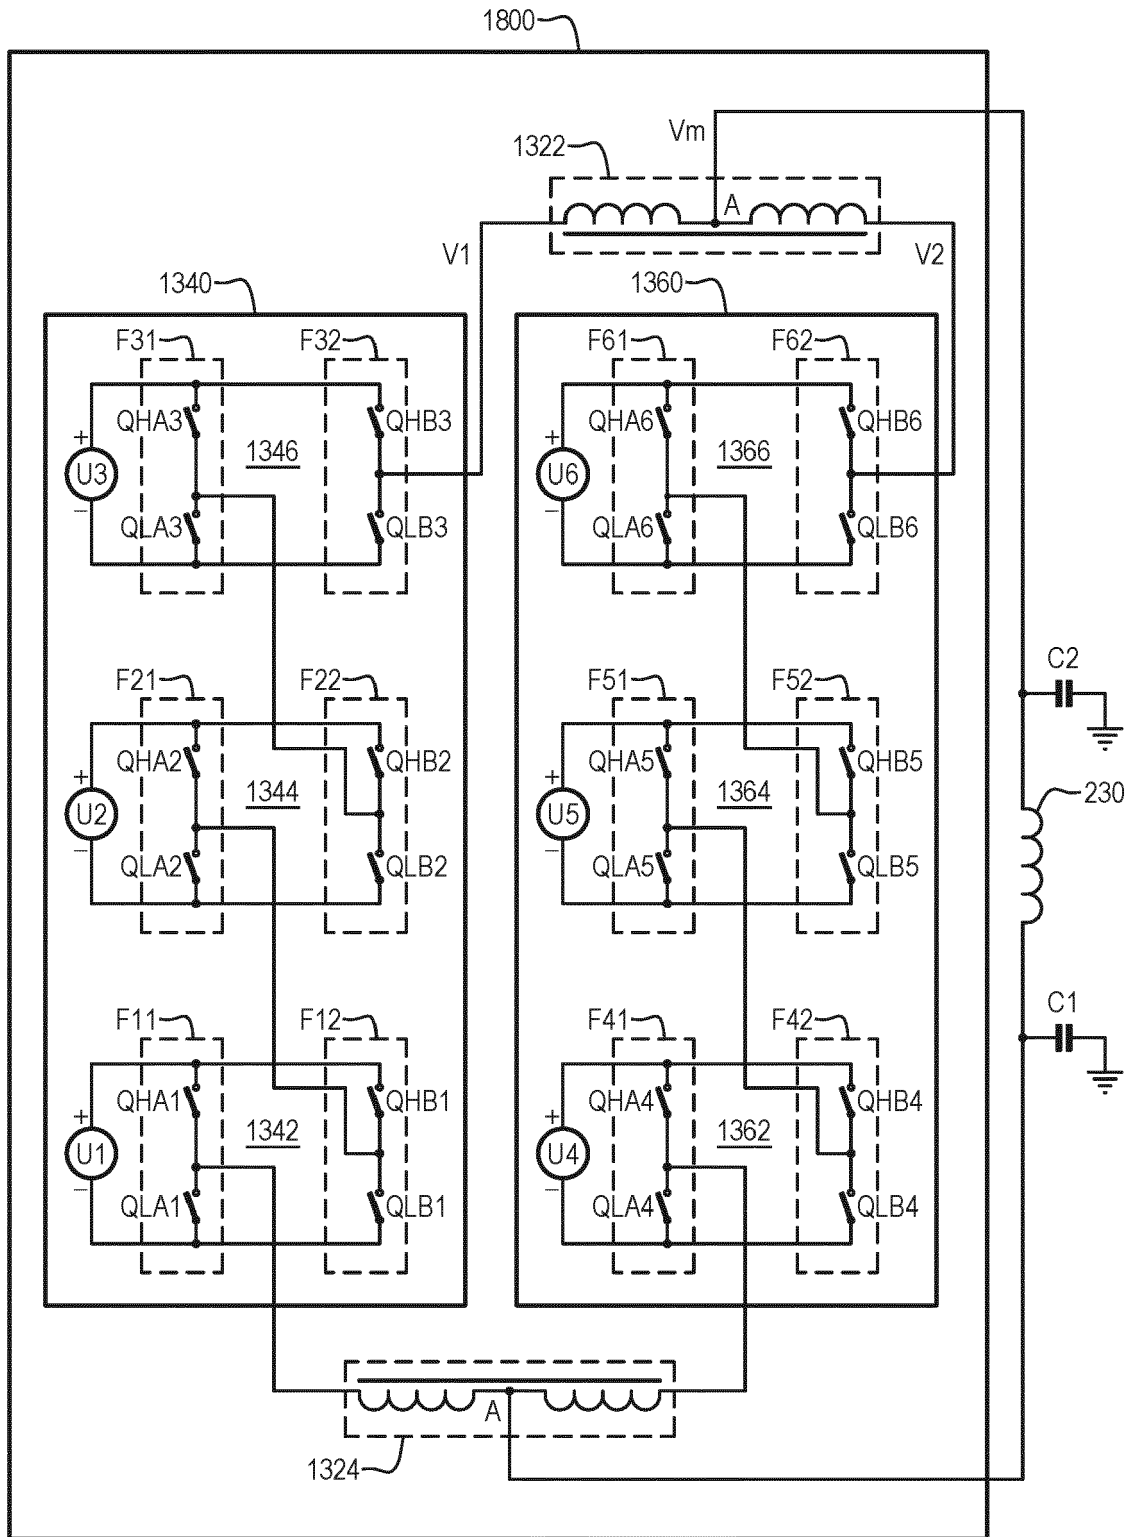 1800
Vm
1322
A
V1
V2
1340
1360
F31
F32
F61
F62
QHA3
QHB3
QHA6
QHB6
+
U3
−
1346
+
U6
−
1366
QLA3
QLB3
QLA6
QLB6
F21
F22
F51
F52
C2
QHA2
QHB2
QHA5
QHB5
+
U2
−
1344
+
U5
−
1364
230
QLA2
QLB2
QLA5
QLB5
F11
F12
F41
F42
C1
QHA1
QHB1
QHA4
QHB4
+
U1
−
1342
+
U4
−
1362
QLA1
QLB1
QLA4
QLB4
A
1324